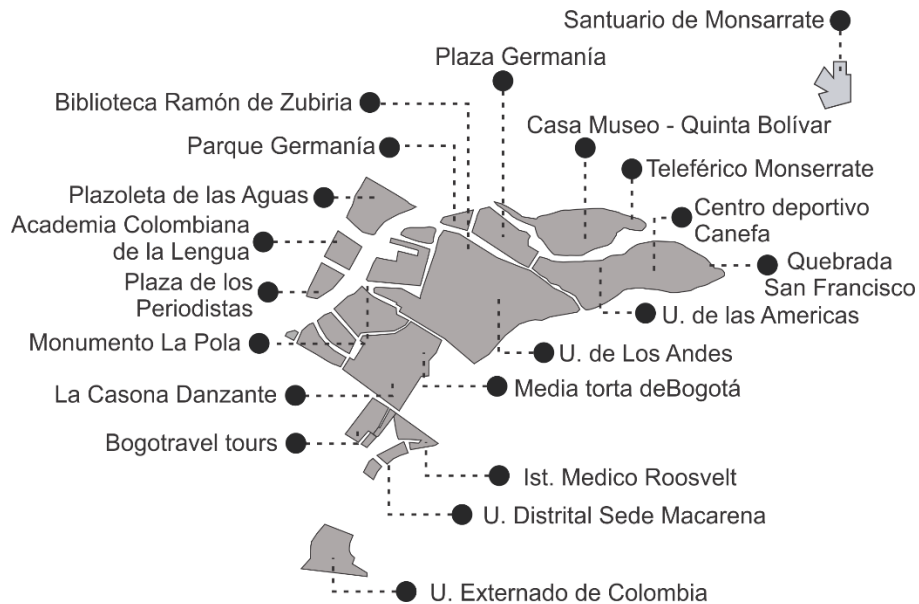 Santuario de Monsarrate
Plaza Germanía
Biblioteca Ramón de Zubiria
Casa Museo - Quinta Bolívar
Parque Germanía
Teleférico Monserrate
Plazoleta de las Aguas
Centro deportivo
Canefa
Academia Colombiana
de la Lengua
Quebrada
San Francisco
Plaza de los
Periodistas
U. de las Americas
Monumento La Pola
U. de Los Andes
La Casona Danzante
Media torta deBogotá
Bogotravel tours
Ist. Medico Roosvelt
U. Distrital Sede Macarena
U. Externado de Colombia